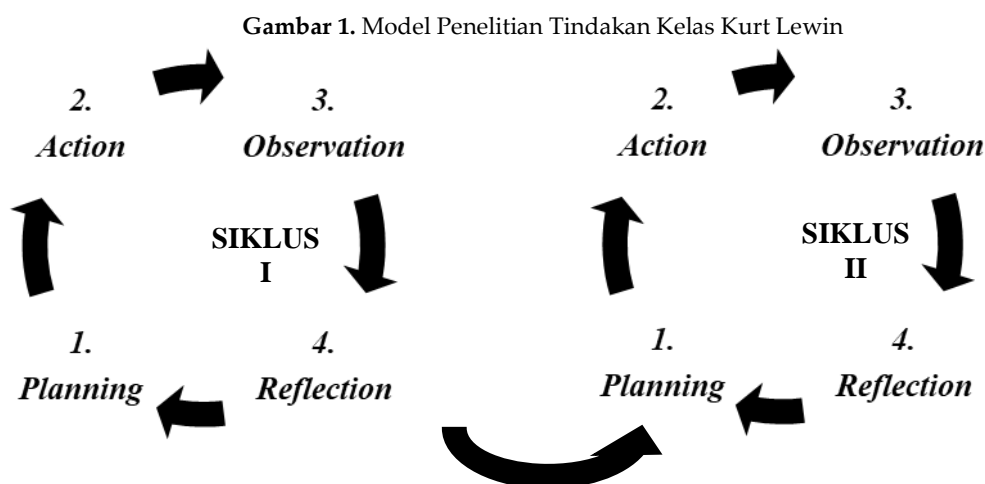 Gambar 1. Model Penelitian Tindakan Kelas Kurt Lewin
2.
Action
3.
Observation
SIKLUS
I
1.
Planning
4.
Reflection
2.
Action
3.
Observation
SIKLUS
II
1.
Planning
4.
Reflection